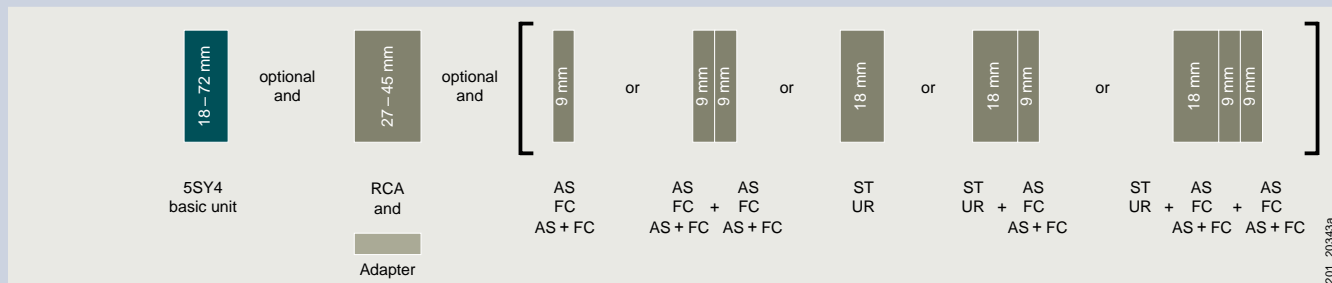 18 – 72 mm
optional
and
27 – 45 mm
optional
and
9 mm
or
9 mm
9 mm
or
18 mm
or
18 mm
9 mm
or
18 mm
9 mm
9 mm
5SY4
basic unit
RCA
and
Adapter
AS
FC
AS + FC
AS AS
FC + FC
AS + FC AS + FC
ST
UR
ST AS
UR + FC
AS + FC
ST AS AS
UR + FC + FC
AS + FC AS + FC
201_20343a